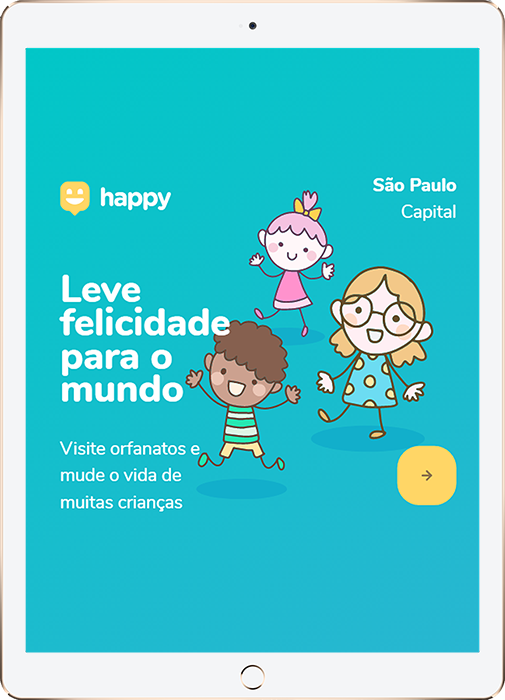 happy
São Paulo
Capital
Leve
felicidade
para o
mundo
Visite orfanatos e
mude o vida de
muitas crianças